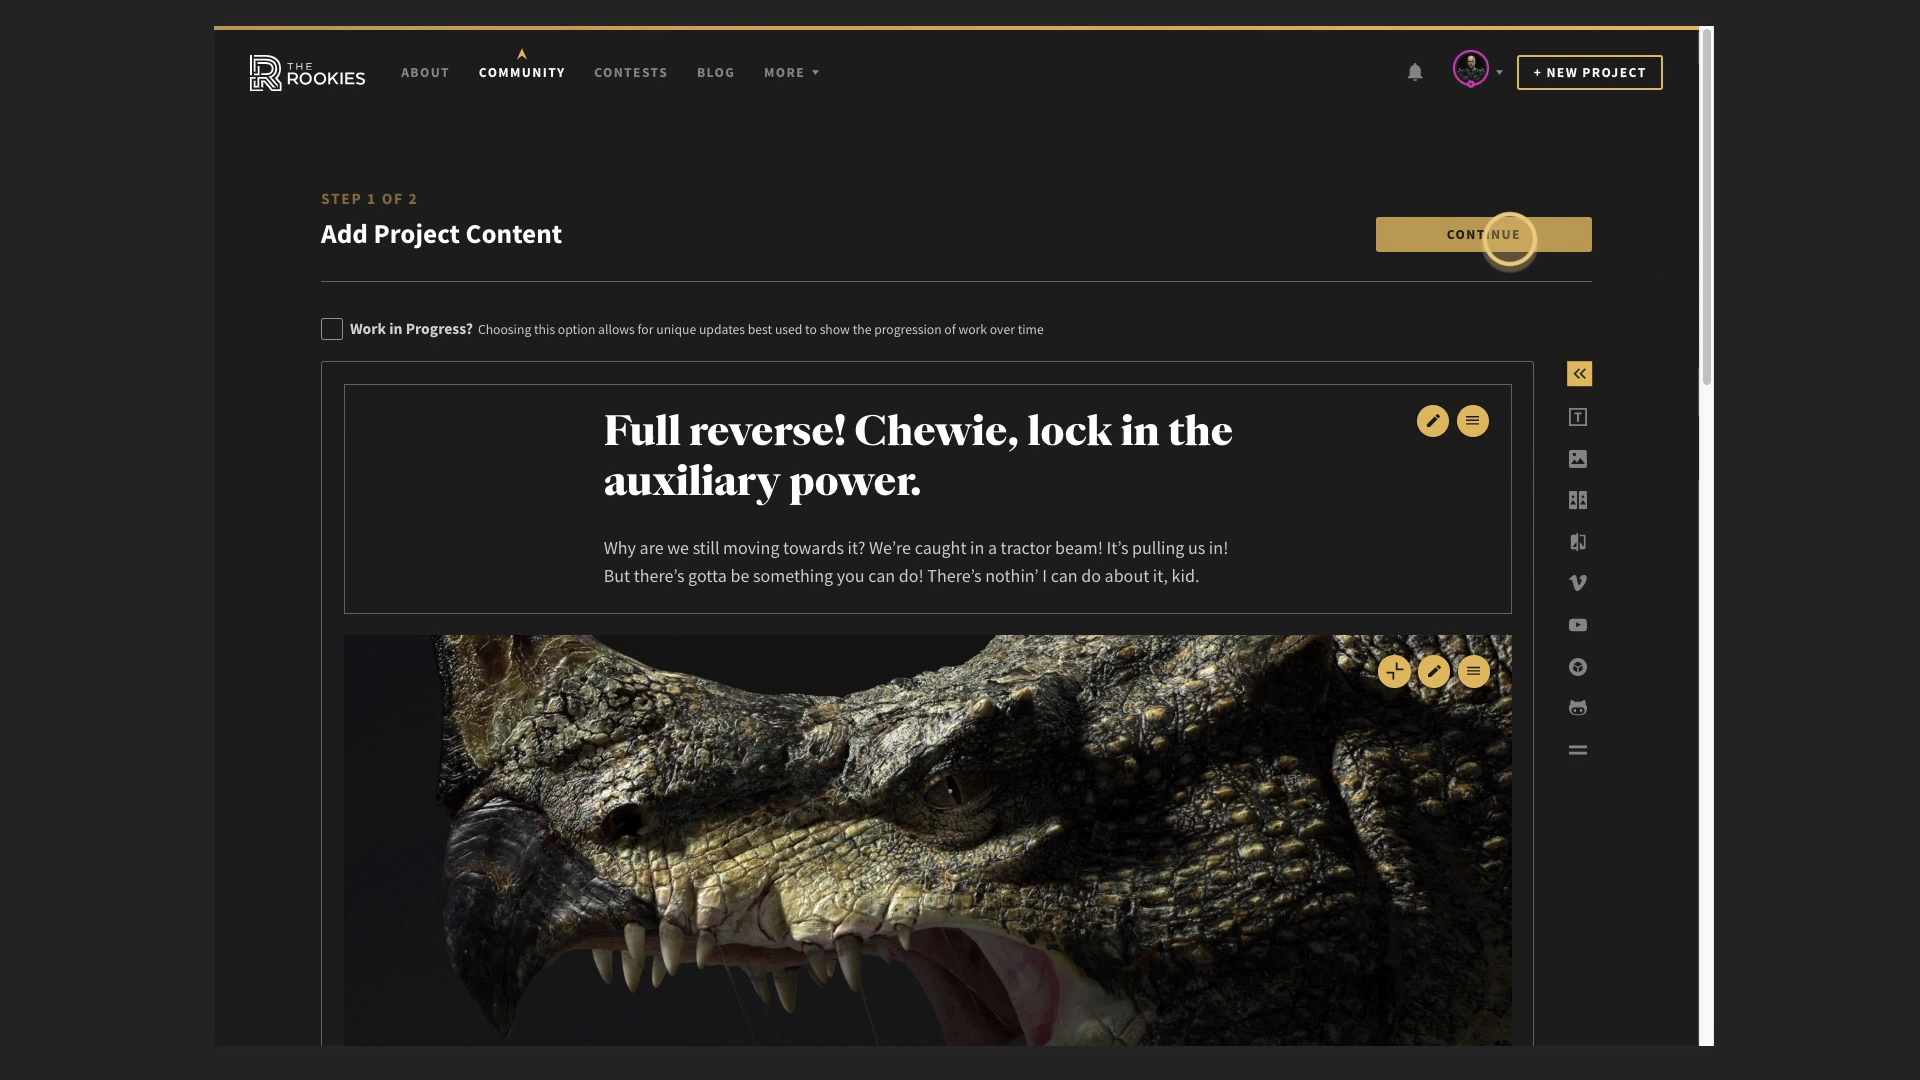 THE
ROOKIES
ABOUT
COMMUNITY
CONTESTS
BLOG
MORE
+ NEW PROJECT
STEP 1 OF 2
Add Project Content
CONTINUE
Work in Progress? Choosing this option allows for unique updates best used to show the progression of work over time
Full reverse! Chewie, lock in the
auxiliary power.
Why are we still moving towards it? We’re caught in a tractor beam! It’s pulling us in!
But there’s gotta be something you can do! There’s nothin’ I can do about it, kid.